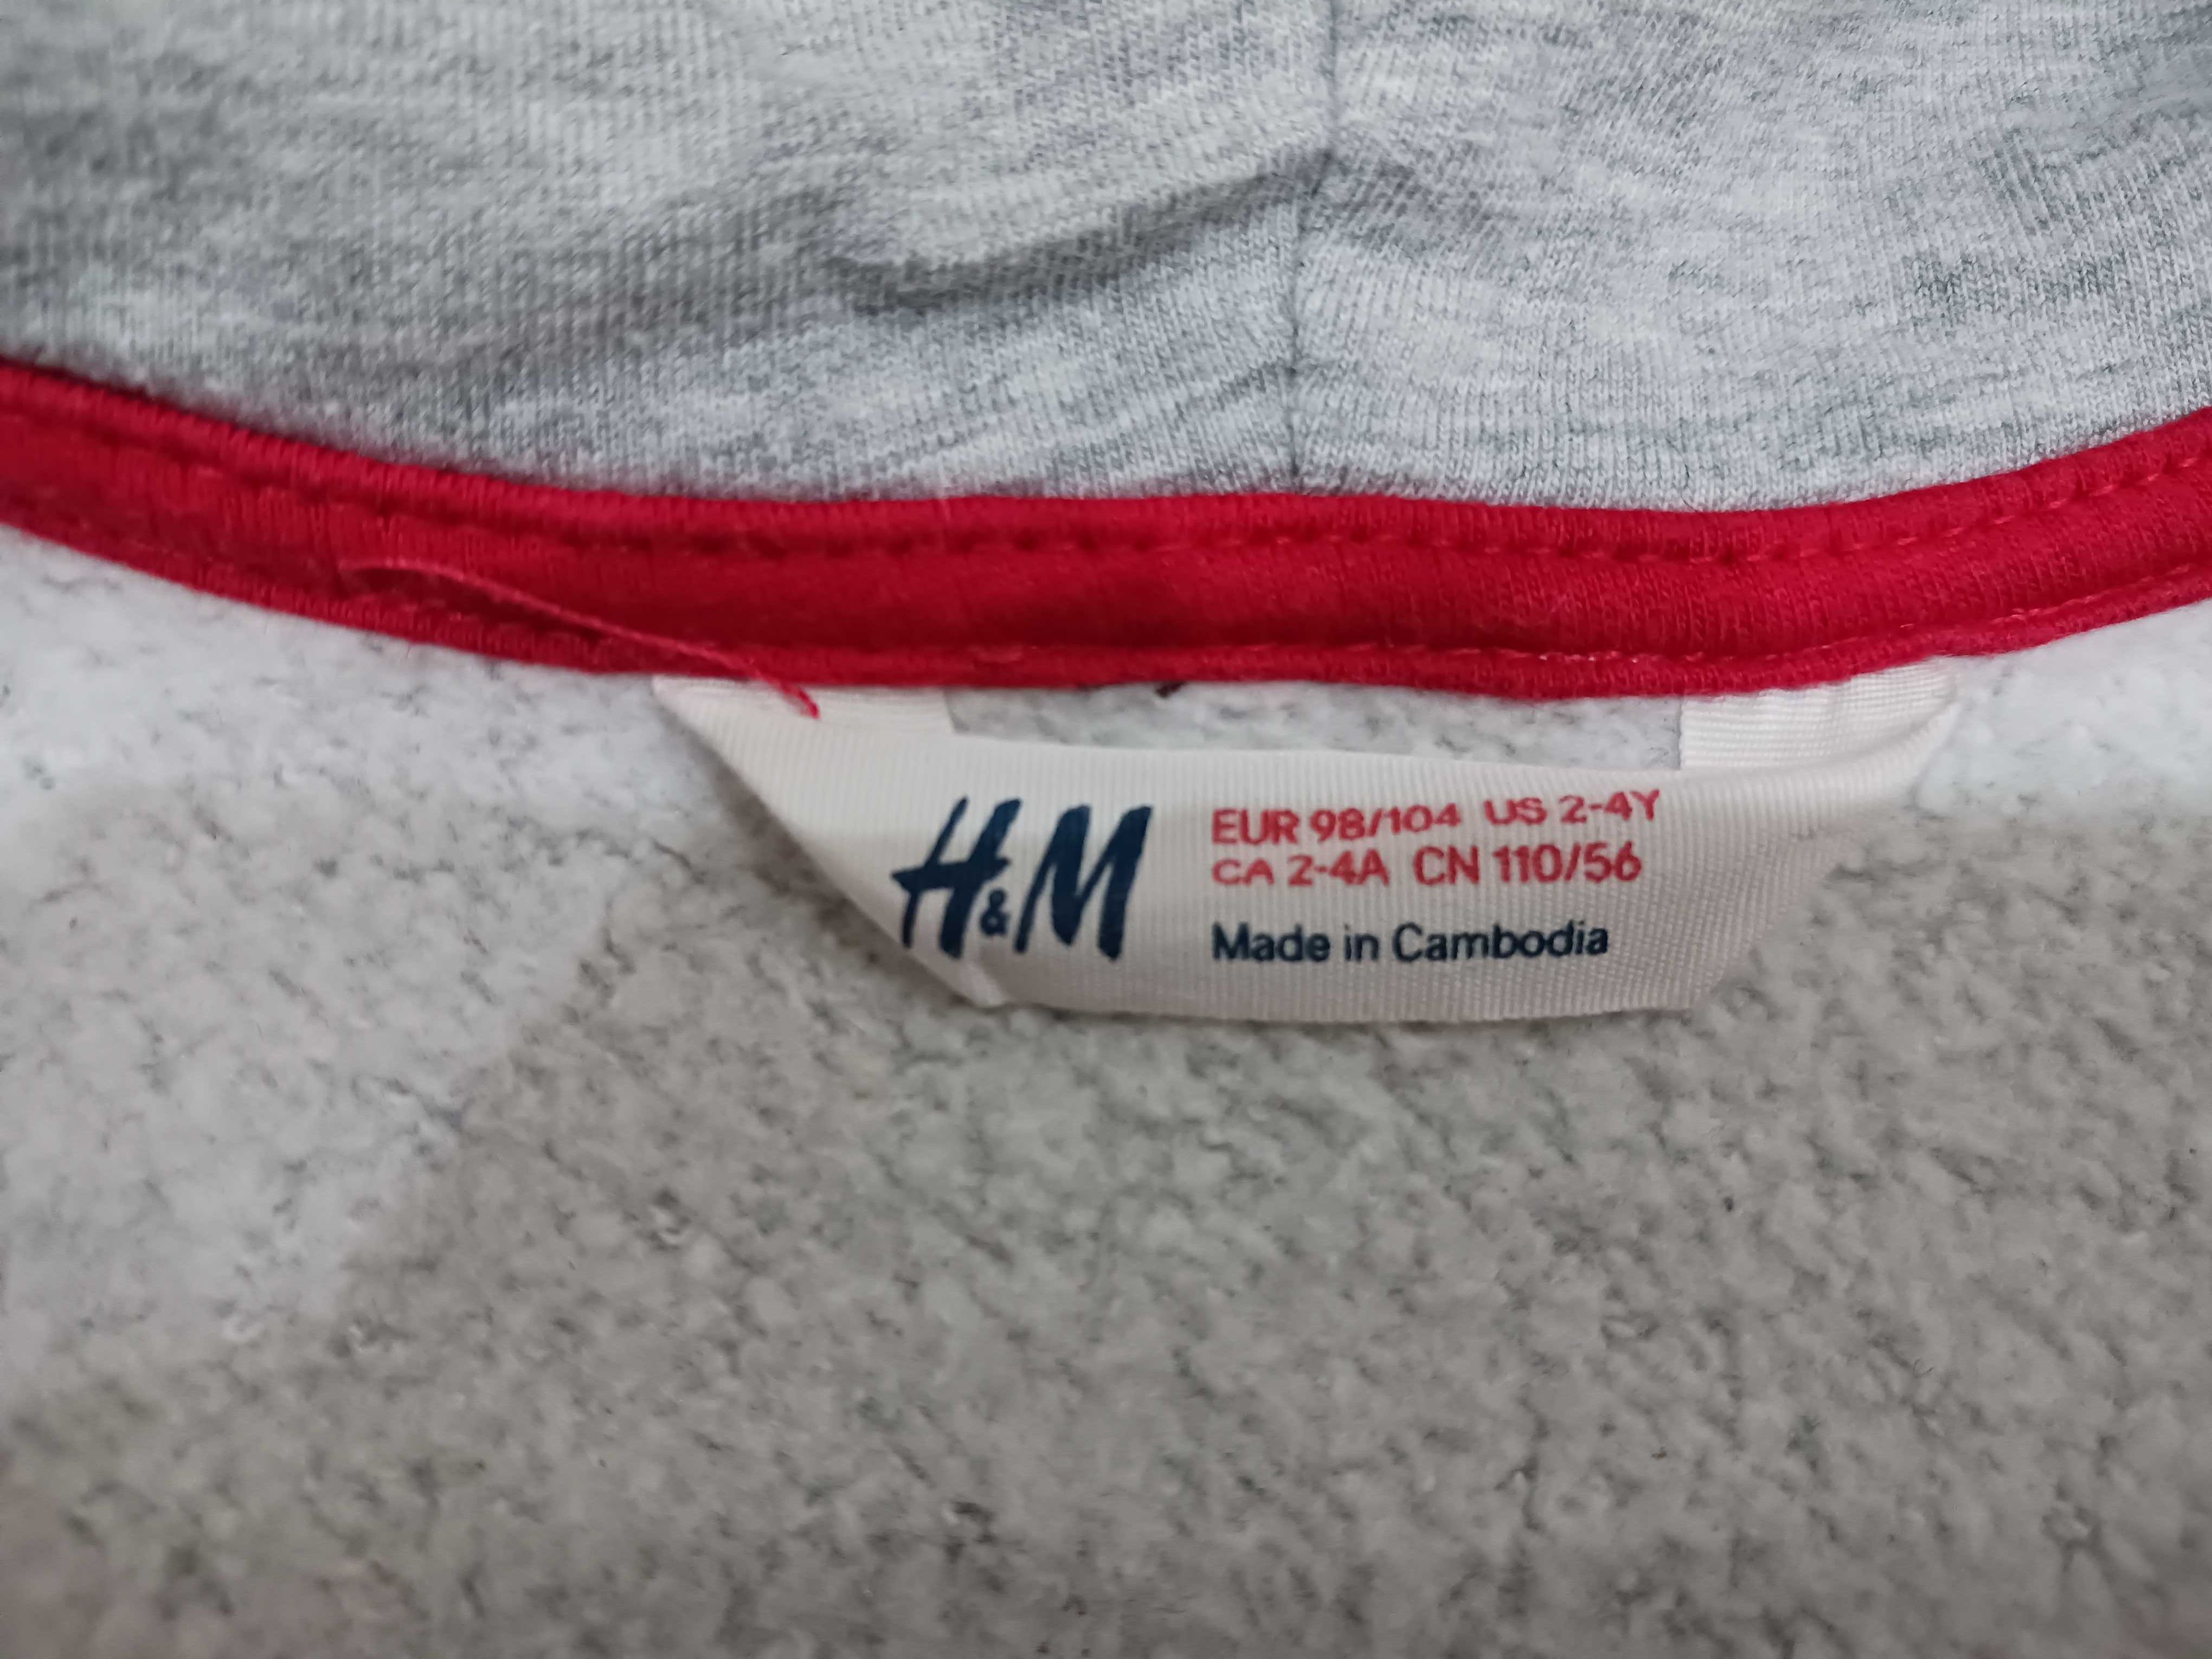 H&M
EUR 98/104 US 2-4Y
CA 2-4A CN 110/56
Made in Cambodia